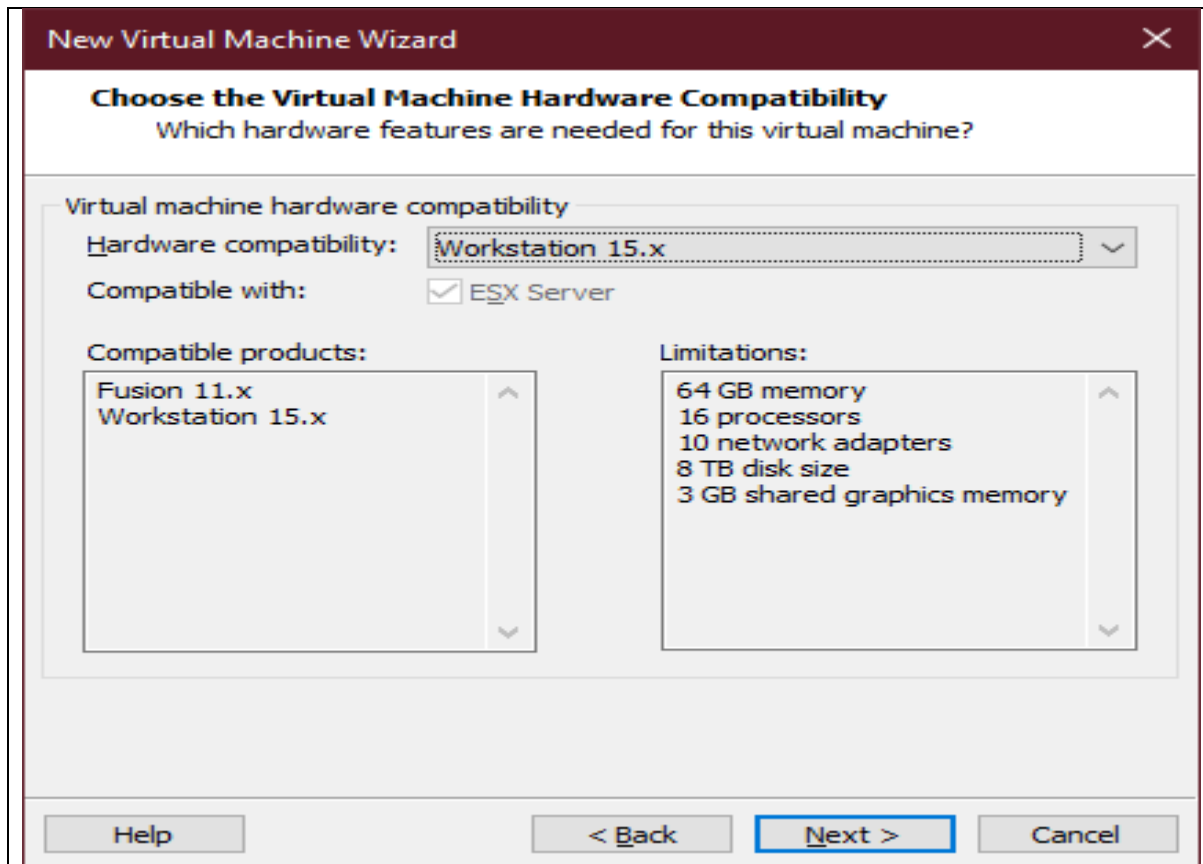 New Virtual Machine Wizard
Choose the Virtual Machine Hardware Compatibility
Which hardware features are needed for this virtual machine?
Virtual machine hardware compatibility
Hardware compatibility: Workstation 15.x
Compatible with: ESX Server
Compatible products:
Fusion 11.x
Workstation 15.x
Limitations:
64 GB memory
16 processors
10 network adapters
8 TB disk size
3 GB shared graphics memory
Help < Back Next > Cancel